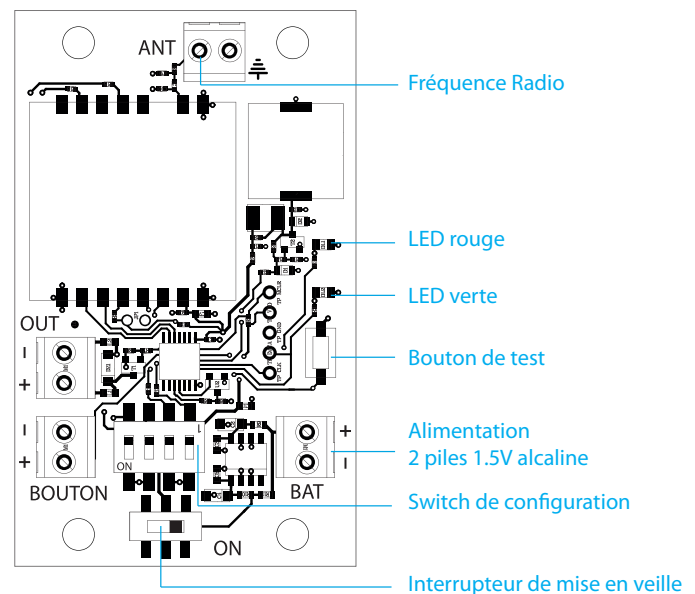 ANT
Fréquence Radio
LED rouge
LED verte
OUT
–
+
Bouton de test
–
+
BOUTON
ON
1
+
–
BAT
Alimentation
2 piles 1.5V alcaline
Switch de configuration
ON
Interrupteur de mise en veille